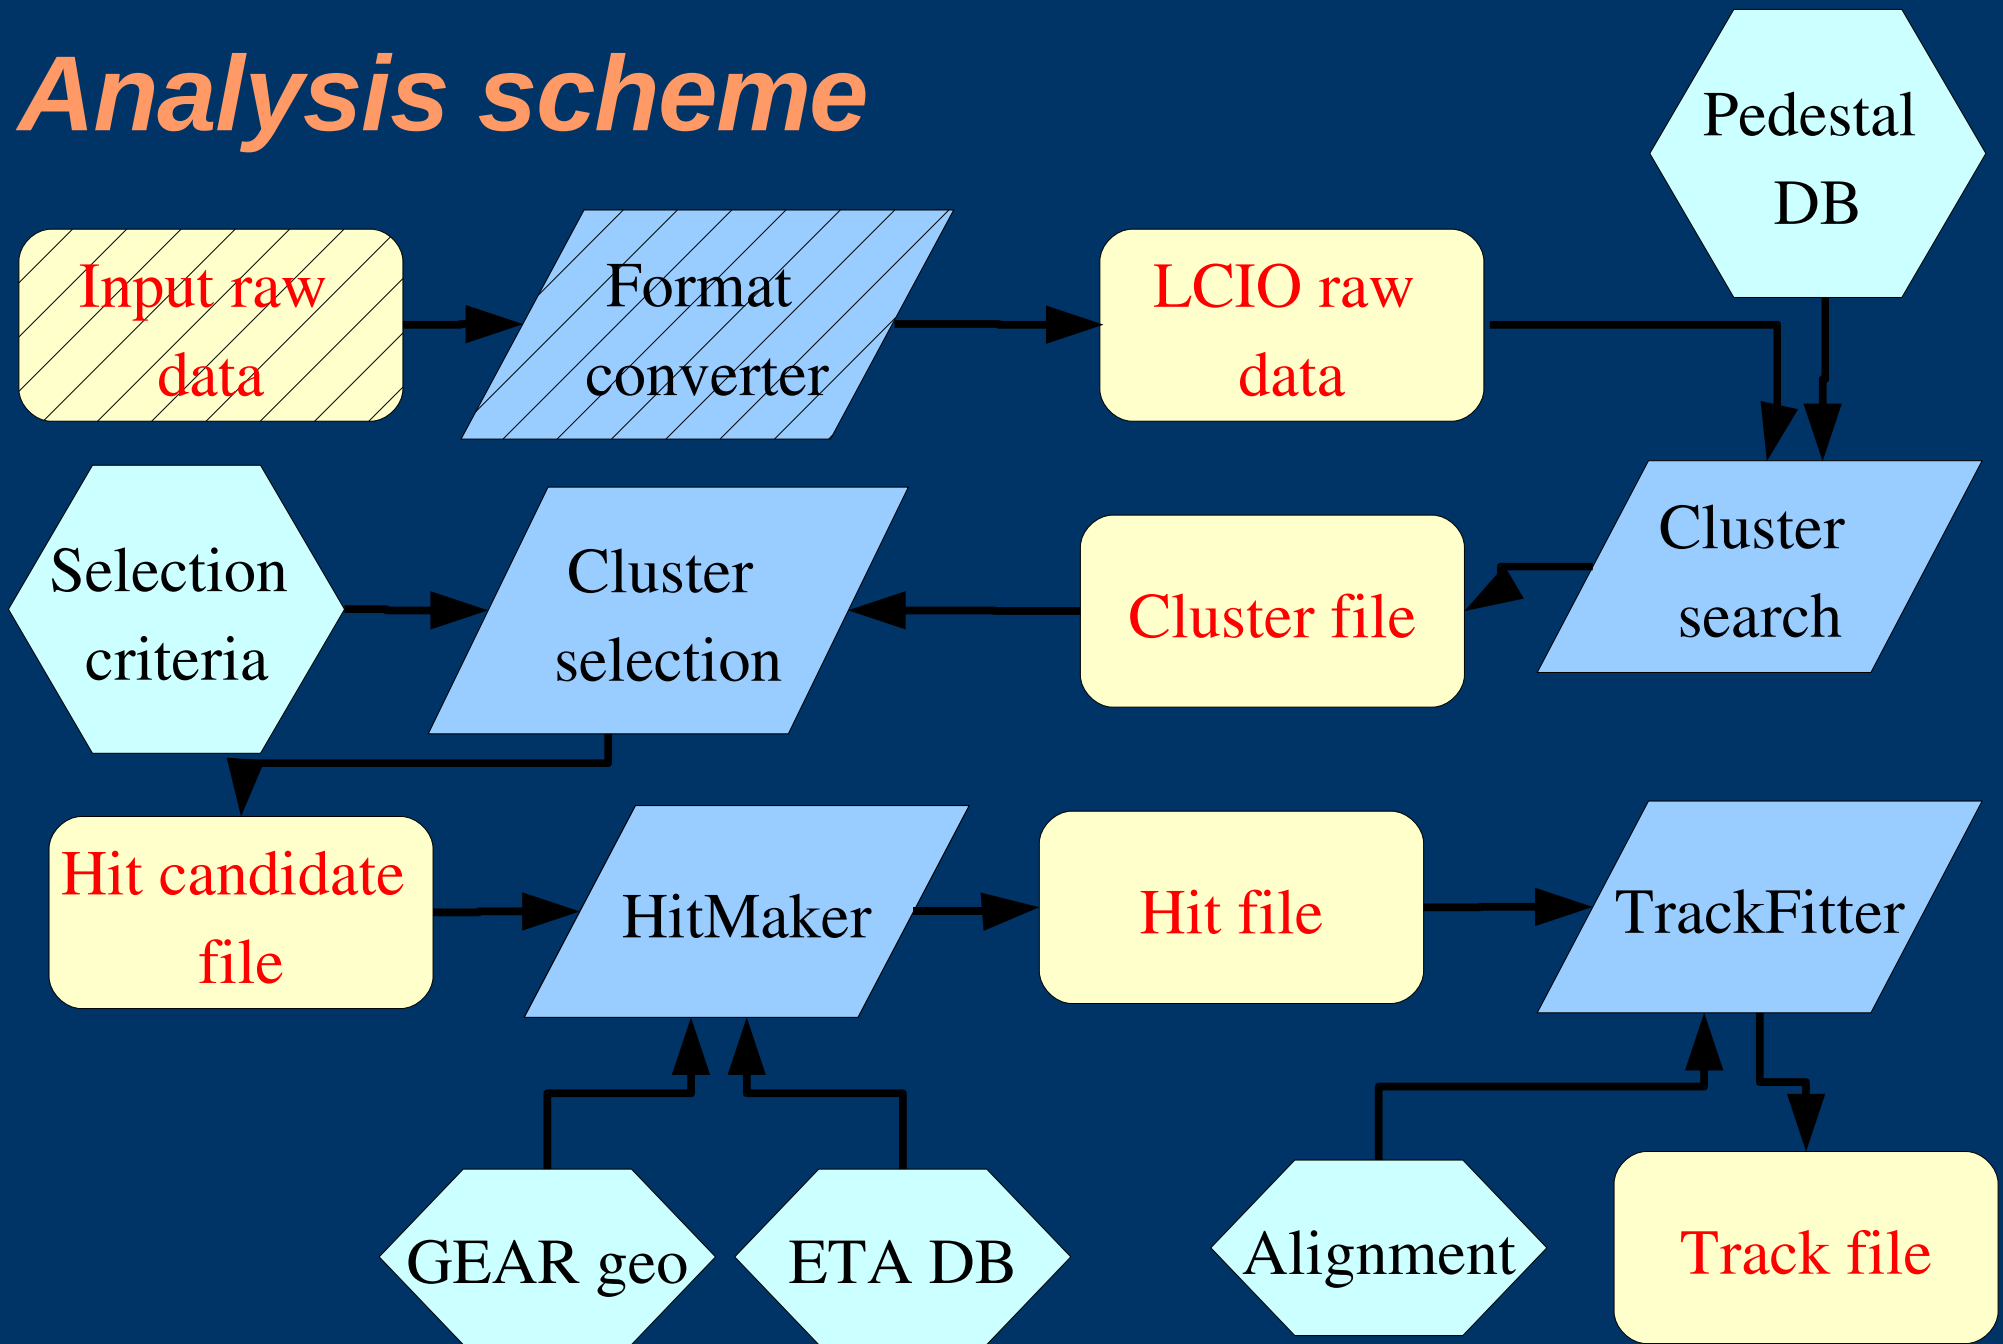 Analysis scheme
Pedestal
DB
Input raw
data
Format
converter
LCIO raw
data
Selection
criteria
Cluster
selection
Cluster file
Cluster
search
Hit candidate
file
HitMaker
Hit file
TrackFitter
GEAR geo
ETA DB
Alignment
Track file